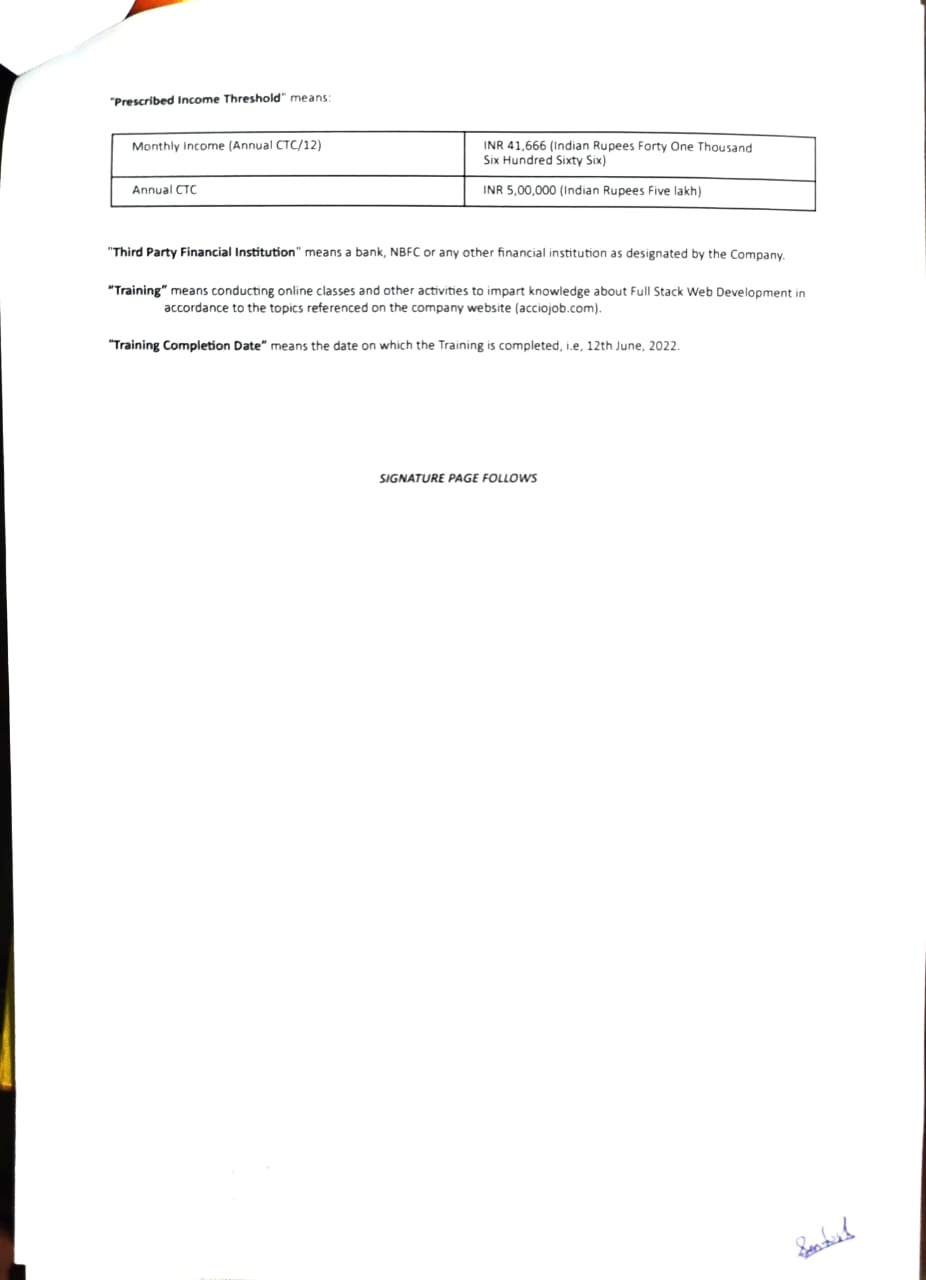 "Prescribed Income Threshold" means:
Monthly Income (Annual CTC/12)
INR 41,666 (Indian Rupees Forty One Thousand
Six Hundred Sixty Six)
Annual CTC
INR 5,00,000 (Indian Rupees Five lakh)
"Third Party Financial Institution" means a bank, NBFC or any other financial institution as designated by the Company.
"Training" means conducting online classes and other activities to impart knowledge about Full Stack Web Development in
accordance to the topics referenced on the company website (acciojob.com).
"Training Completion Date" means the date on which the Training is completed, i.e, 12th June, 2022.
SIGNATURE PAGE FOLLOWS